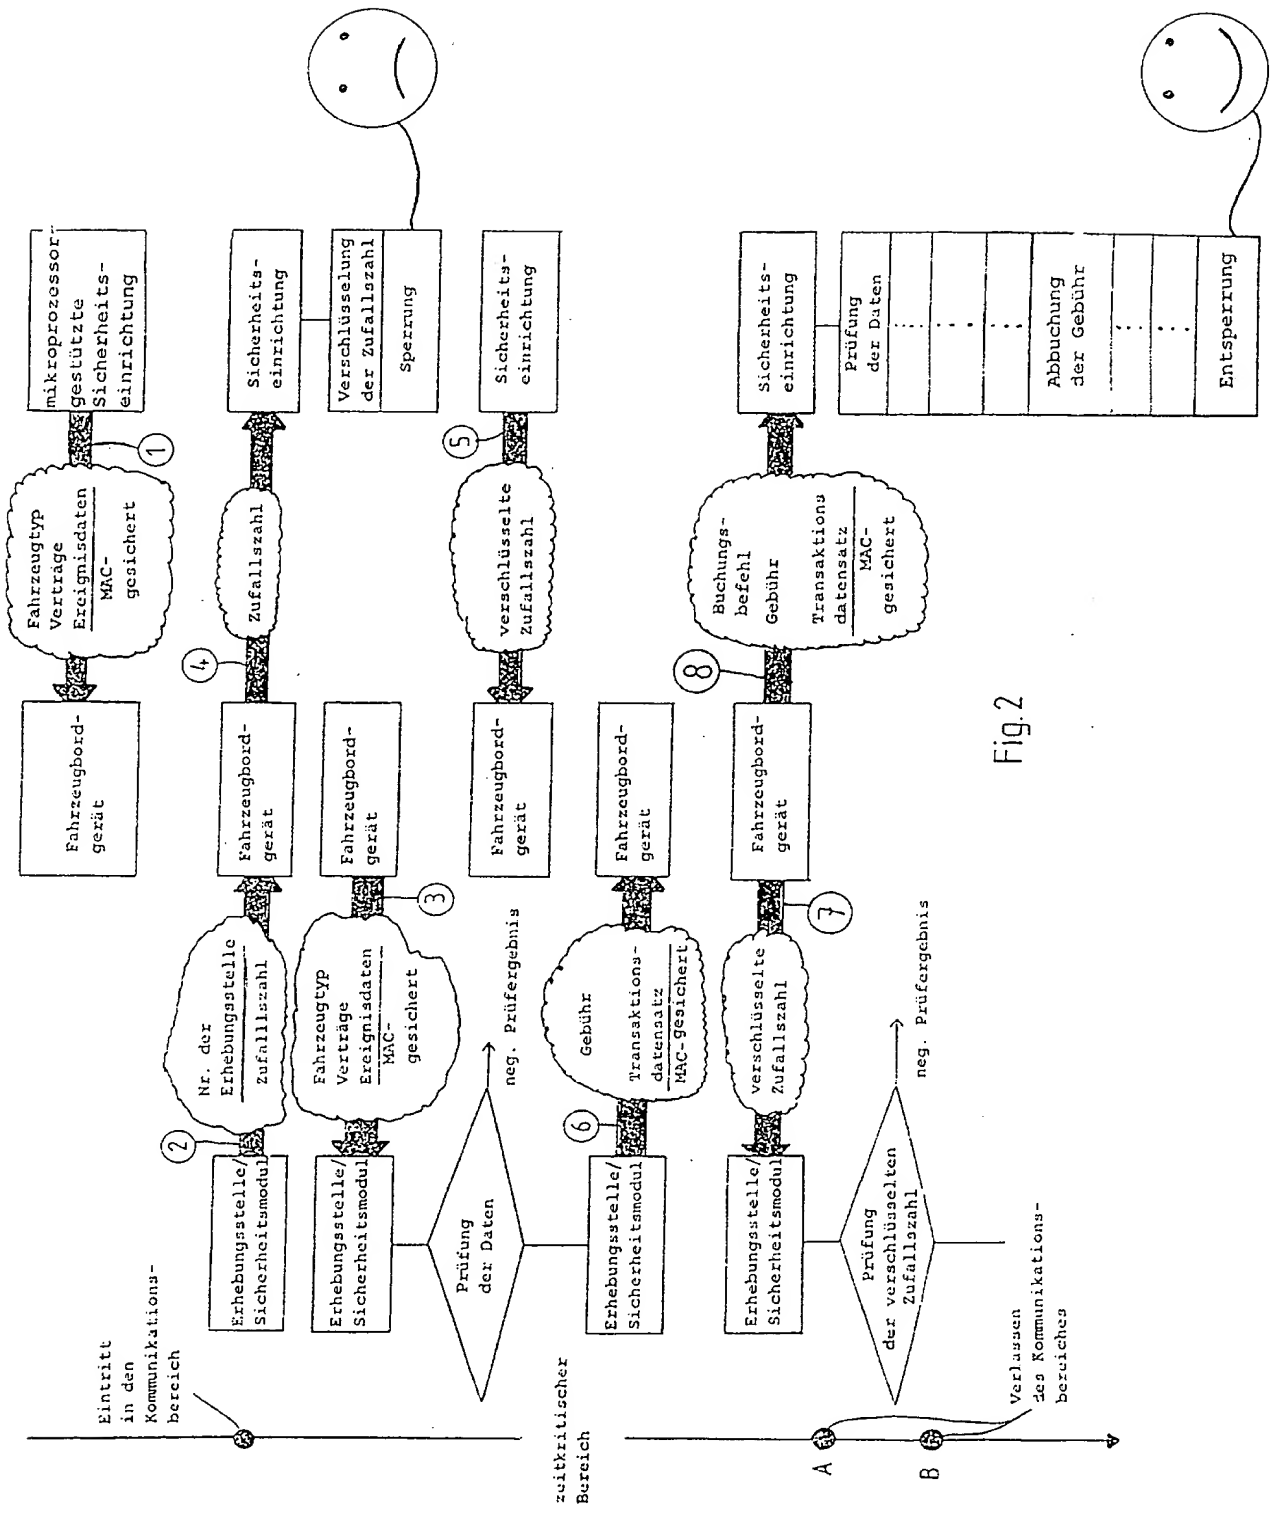 Eintritt
in den
Kommunikations-
bereich
zeitkritischer
Bereich
A
B
Verlassen
des Kommunikations-
bereiches
mikroprozessor-
gestützte
Sicherheits-
einrichtung
1
Fahrzeugtyp
Verträge
Ereignisdaten
MAC-
gesichert
Fahrzeugbord-
gerät
Erhebungsstelle/
Sicherheitsmodul
2
Nr. der
Erhebungsstelle
Zufalllszahl
Fahrzeugbord-
gerät
4
Zufallszahl
Sicherheits-
einrichtung
Verschlüsselung
der Zufallszahl
Sperrung
Erhebungsstelle/
Sicherheitsmodul
Fahrzeugtyp
Verträge
Ereignisdaten
MAC-
gesichert
3
Fahrzeugbord-
gerät
Prüfung
der Daten
neg. Prüfergebnis
Fahrzeugbord-
gerät
verschlüsselte
Zufallszahl
5
Sicherheits-
einrichtung
Erhebungsstelle/
Sicherheitsmodul
6
Gebühr
Transaktions-
datensatz
MAC-gesichert
Fahrzeugbord-
gerät
Erhebungsstelle/
Sicherheitsmodul
verschlüsselte
Zufallszahl
7
Fahrzeugbord-
gerät
8
Buchungs-
befehl
Gebühr
Transaktions
datensatz
MAC-
gesichert
Sicherheits-
einrichtung
Prüfung
der Daten
Abbuchung
der Gebühr
Entsperrung
Prüfung
der verschlüsselten
Zufallszahl
neg. Prüfergebnis
Fig. 2